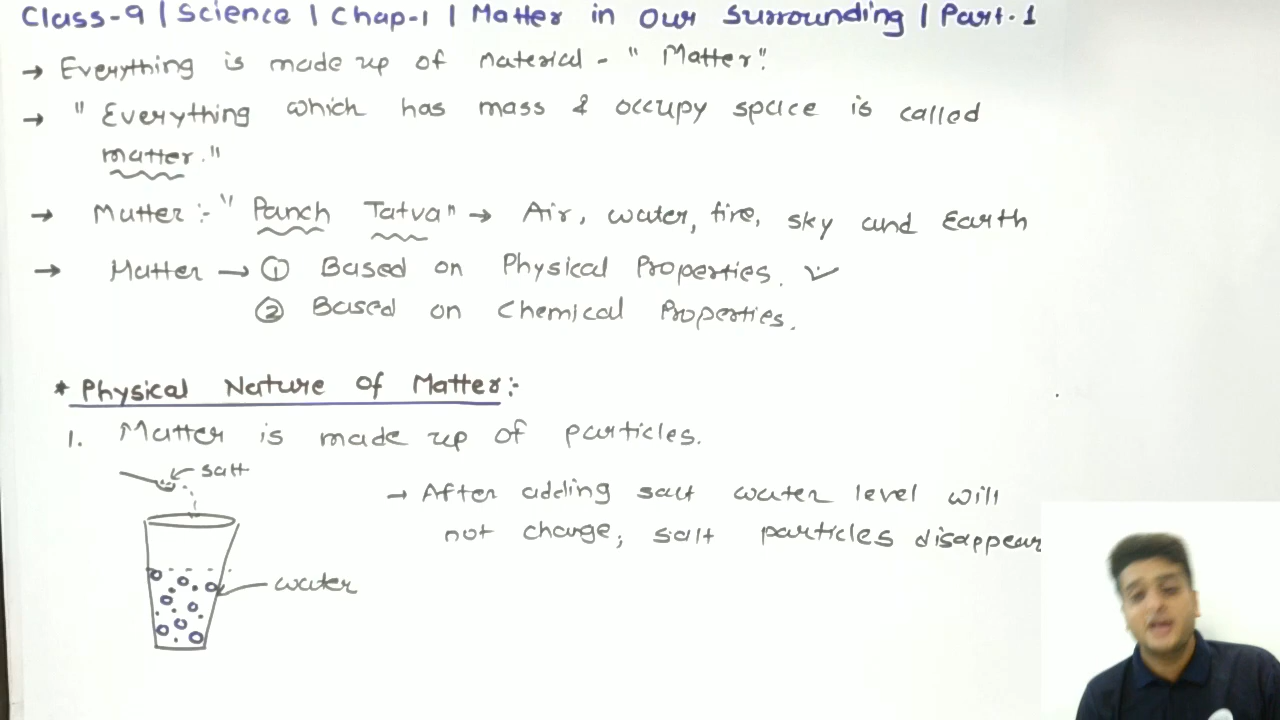 Class-9 | Science | Chap-1 | Matter in Our Surrounding | Part-1
→ Everything is made up of material - "Matter".
→ "Everything which has mass & occupy space is called
matter."
→ Matter :- "Panch Tatva" → Air, water, fire, sky and Earth
→ Matter → ① Based on Physical Properties.
② Based on Chemical Properties.
* Physical Nature of Matter :-
1. Matter is made up of particles.
salt
→ After adding salt water level will
not change, salt particles disappear
water